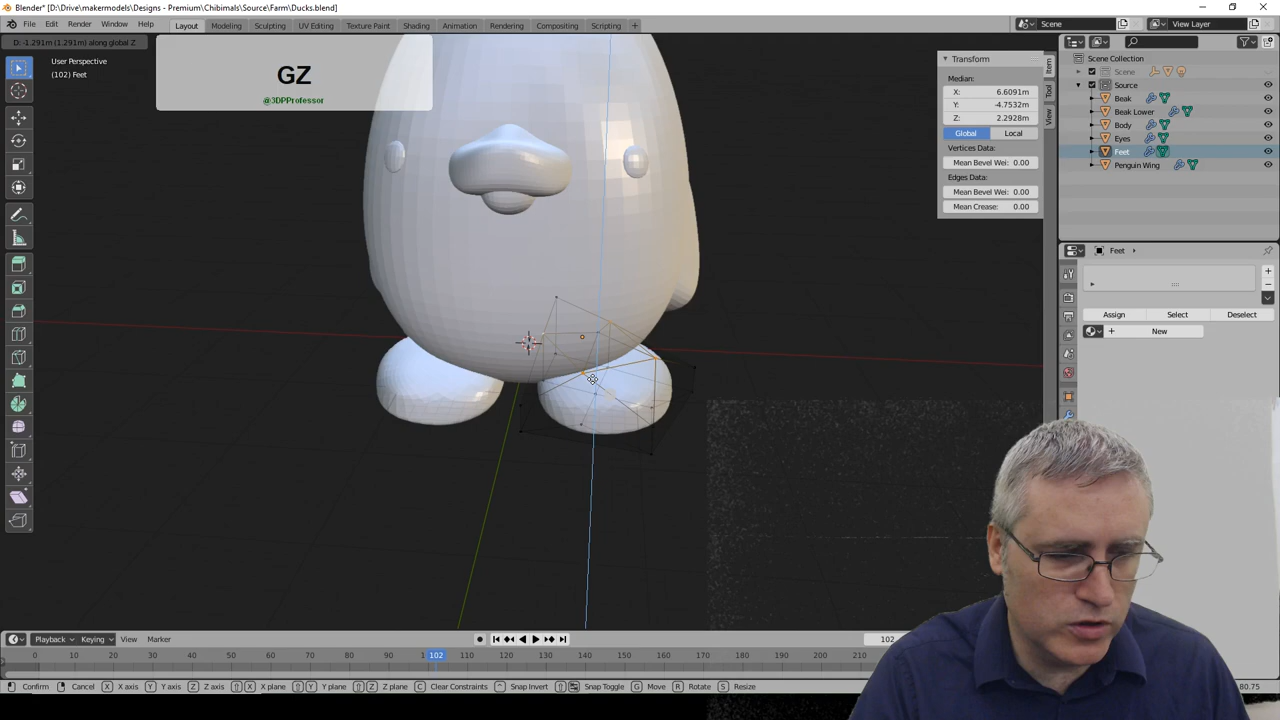 Blender* [D:\Drive\makermodels\Designs - Premium\Chibimals\Source\Farm\Ducks.blend]
File Edit Render Window Help Layout Modeling Sculpting UV Editing Texture Paint Shading Animation Rendering Compositing Scripting + Scene View Layer
D: -1.291m (1.291m) along global Z
User Perspective
(102) Feet
GZ
@3DPProfessor
Transform
Median:
X: 6.6091m
Y: -4.7532m
Z: 2.2928m
Global Local
Vertices Data:
Mean Bevel Wei: 0.00
Edges Data:
Mean Bevel Wei: 0.00
Mean Crease: 0.00
Item
Tool
View
Scene Collection
Scene
Source
Beak
Beak Lower
Body
Eyes
Feet
Penguin Wing
Feet
Assign Select Deselect
New
Playback Keying View Marker 102
0 10 20 30 40 50 60 70 80 90 102 110 120 130 140 150 160 170 180 190 200 210
Confirm Cancel X X axis Y Y axis Z Z axis X X plane Y Y plane Z Z plane C Clear Constraints Snap Invert Snap Toggle G Move R Rotate S Resize 80.75